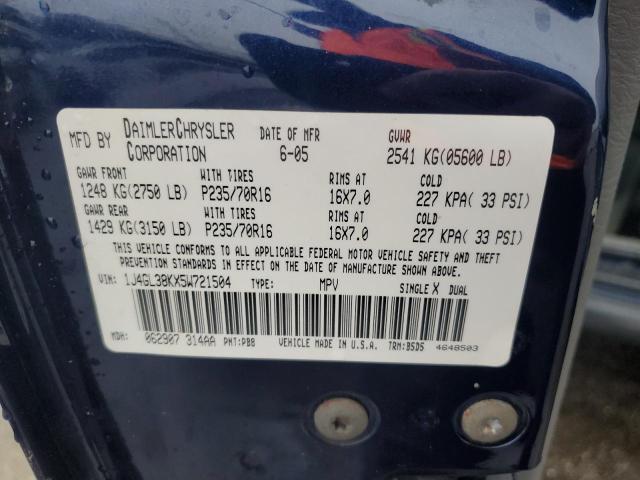 MFD BY DAIMLERCHRYSLER CORPORATION DATE OF MFR 6-05 GVWR 2541 KG(05600 LB)
GAWR FRONT WITH TIRES RIMS AT COLD
1248 KG(2750 LB) P235/70R16 16X7.0 227 KPA( 33 PSI)
GAWR REAR WITH TIRES RIMS AT COLD
1429 KG(3150 LB) P235/70R16 16X7.0 227 KPA( 33 PSI)
THIS VEHICLE CONFORMS TO ALL APPLICABLE FEDERAL MOTOR VEHICLE SAFETY AND THEFT
PREVENTION STANDARDS IN EFFECT ON THE DATE OF MANUFACTURE SHOWN ABOVE.
VIN: 1J4GL38KX5W721504 TYPE: MPV SINGLE X DUAL
MDH: 062907 314AA PNT:PB8 VEHICLE MADE IN U.S.A. TRM:B5D5 4648503